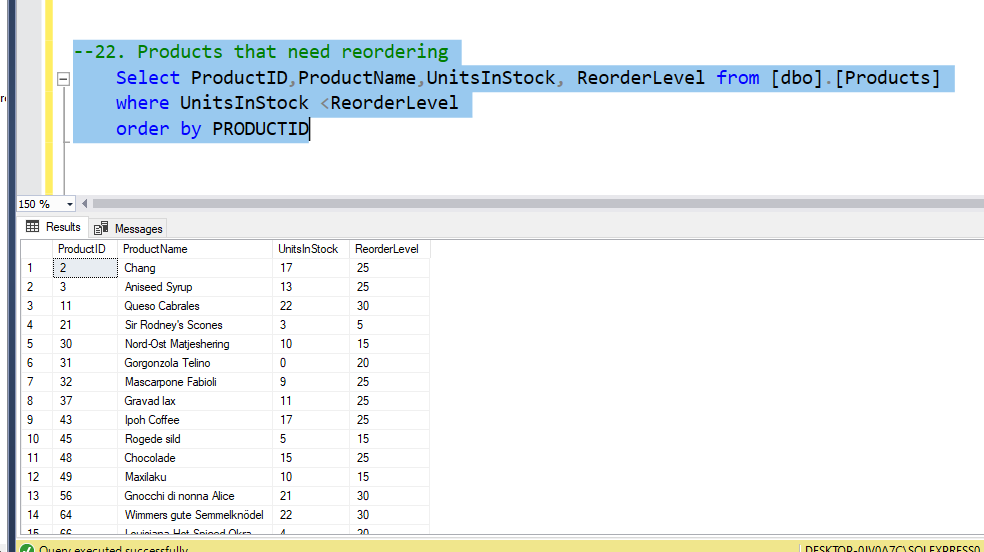 --22. Products that need reordering
Select ProductID,ProductName,UnitsInStock, ReorderLevel from [dbo].[Products]
where UnitsInStock <ReorderLevel
order by PRODUCTID
150 %
Results Messages
ProductID ProductName UnitsInStock ReorderLevel
1 2 Chang 17 25
2 3 Aniseed Syrup 13 25
3 11 Queso Cabrales 22 30
4 21 Sir Rodney's Scones 3 5
5 30 Nord-Ost Matjeshering 10 15
6 31 Gorgonzola Telino 0 20
7 32 Mascarpone Fabioli 9 25
8 37 Gravad lax 11 25
9 43 Ipoh Coffee 17 25
10 45 Rogede sild 5 15
11 48 Chocolade 15 25
12 49 Maxilaku 10 15
13 56 Gnocchi di nonna Alice 21 30
14 64 Wimmers gute Semmelknödel 22 30
15 66 Louisiana Hot Spiced Okra 4 20
Query executed successfully DESKTOP-0IV0A7C\SQLEXPRESS0